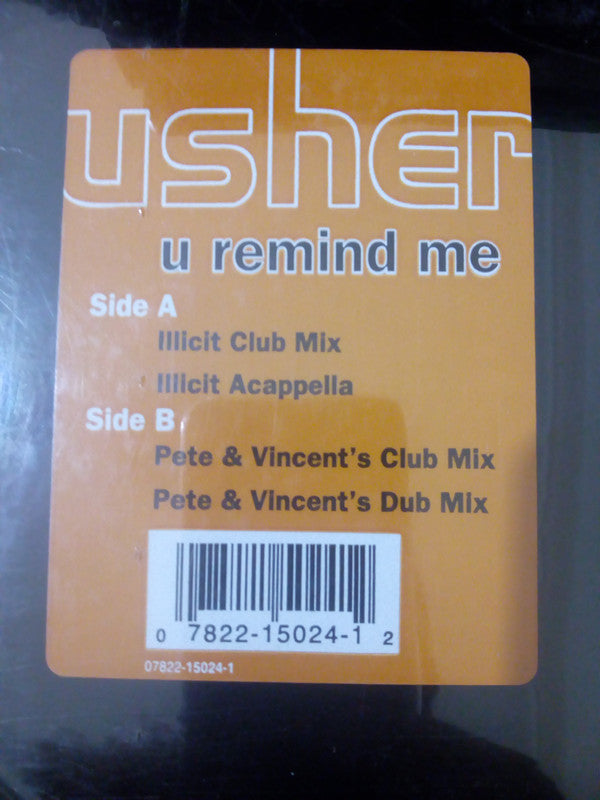 usher
u remind me
Side A
Illicit Club Mix
Illicit Acappella
Side B
Pete & Vincent's Club Mix
Pete & Vincent's Dub Mix
0 7822-15024-1 2
07822-15024-1